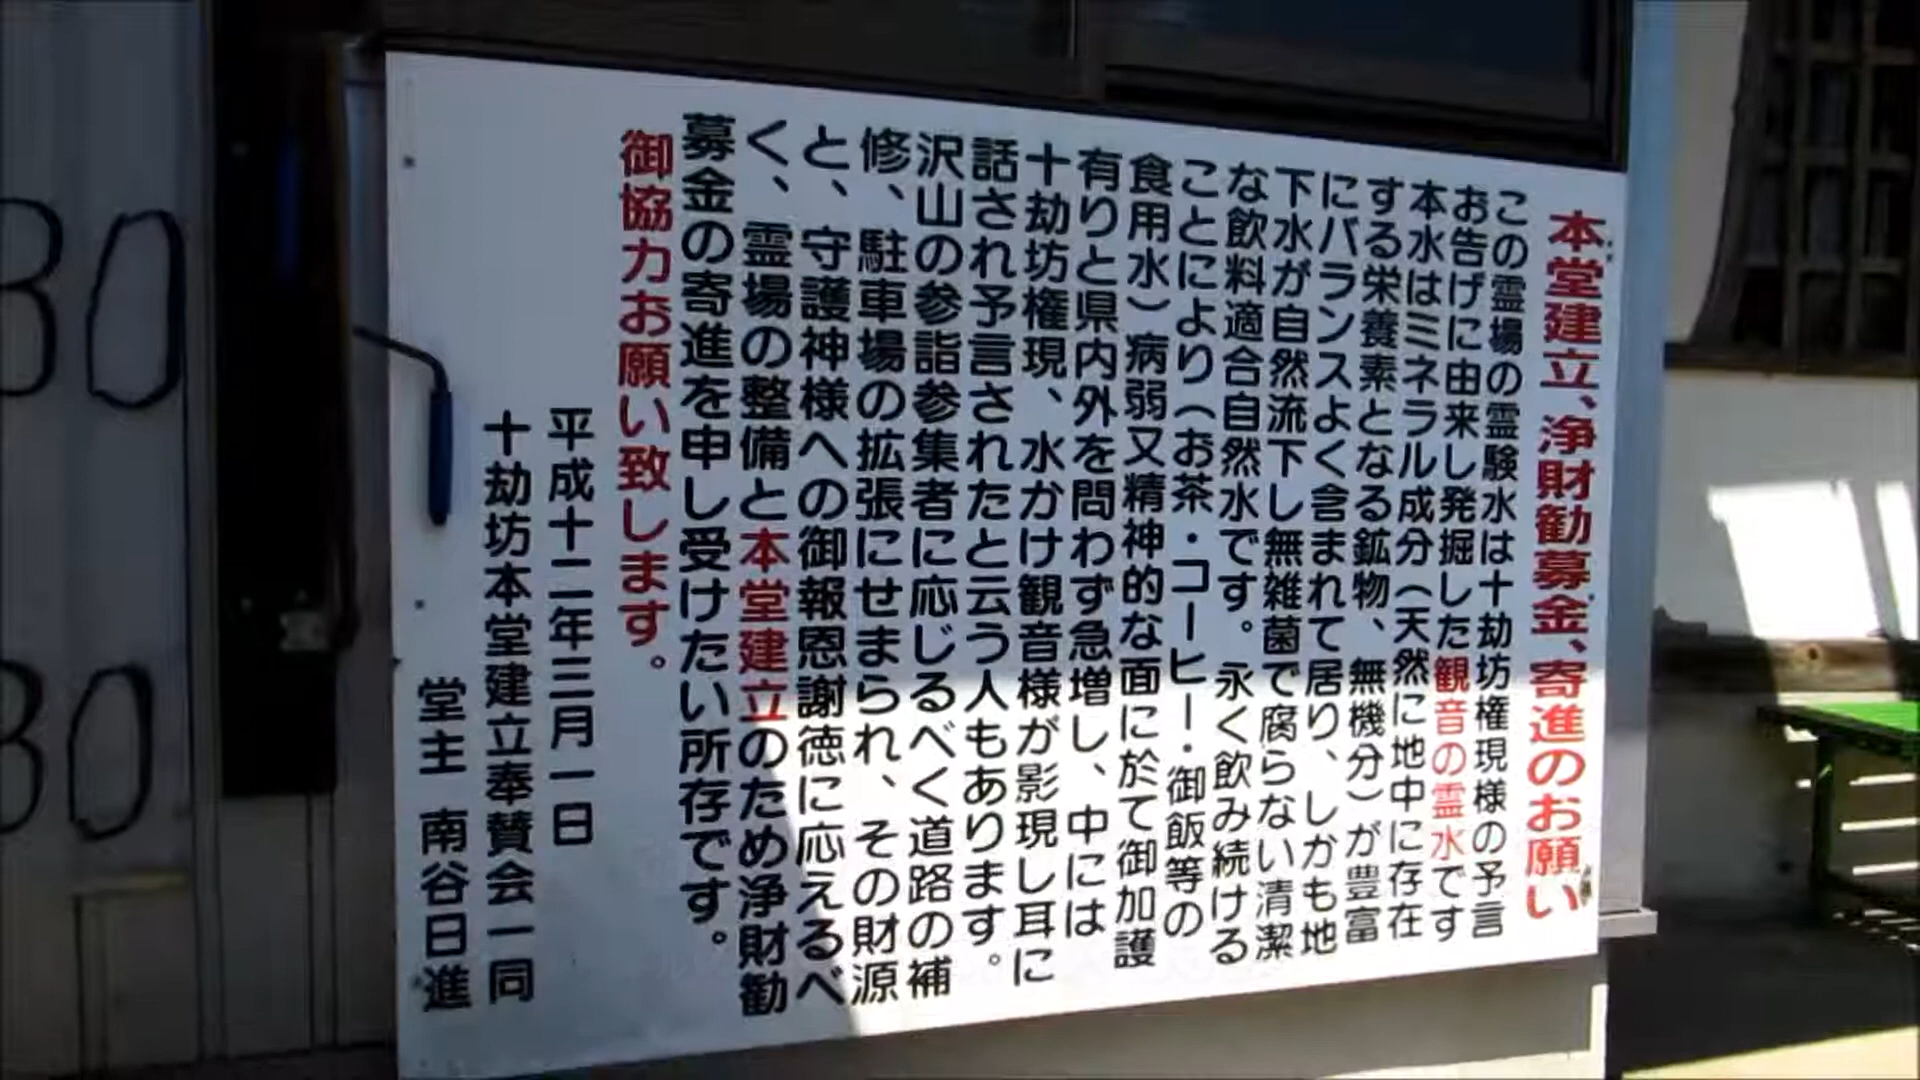 本堂建立、浄財勧募金、寄進のお願い
この霊場の霊験水は十劫坊権現様の予言
お告げに由来し発掘した観音の霊水です
本水はミネラル成分（天然に地中に存在
する栄養素となる鉱物、無機分）が豊富
にバランスよく含まれて居り、しかも地
下水が自然流下し無雑菌で腐らない清潔
な飲料適合自然水です。永く飲み続ける
ことにより（お茶・コーヒー・御飯等の
食用水）病弱又精神的な面に於て御加護
有りと県内外を問わず急増し、中には
十劫坊権現、水かけ観音様が影現し耳に
話され予言されたと云う人もあります。
沢山の参詣参集者に応じるべく道路の補
修、駐車場の拡張にせまられ、その財源
と、守護神様への御報恩謝徳に応えるべ
く、霊場の整備と本堂建立のため浄財勧
募金の寄進を申し受けたい所存です。
御協力お願い致します。
平成十二年三月一日
十劫坊本堂建立奉賛会一同
堂主 南谷日進
30
30